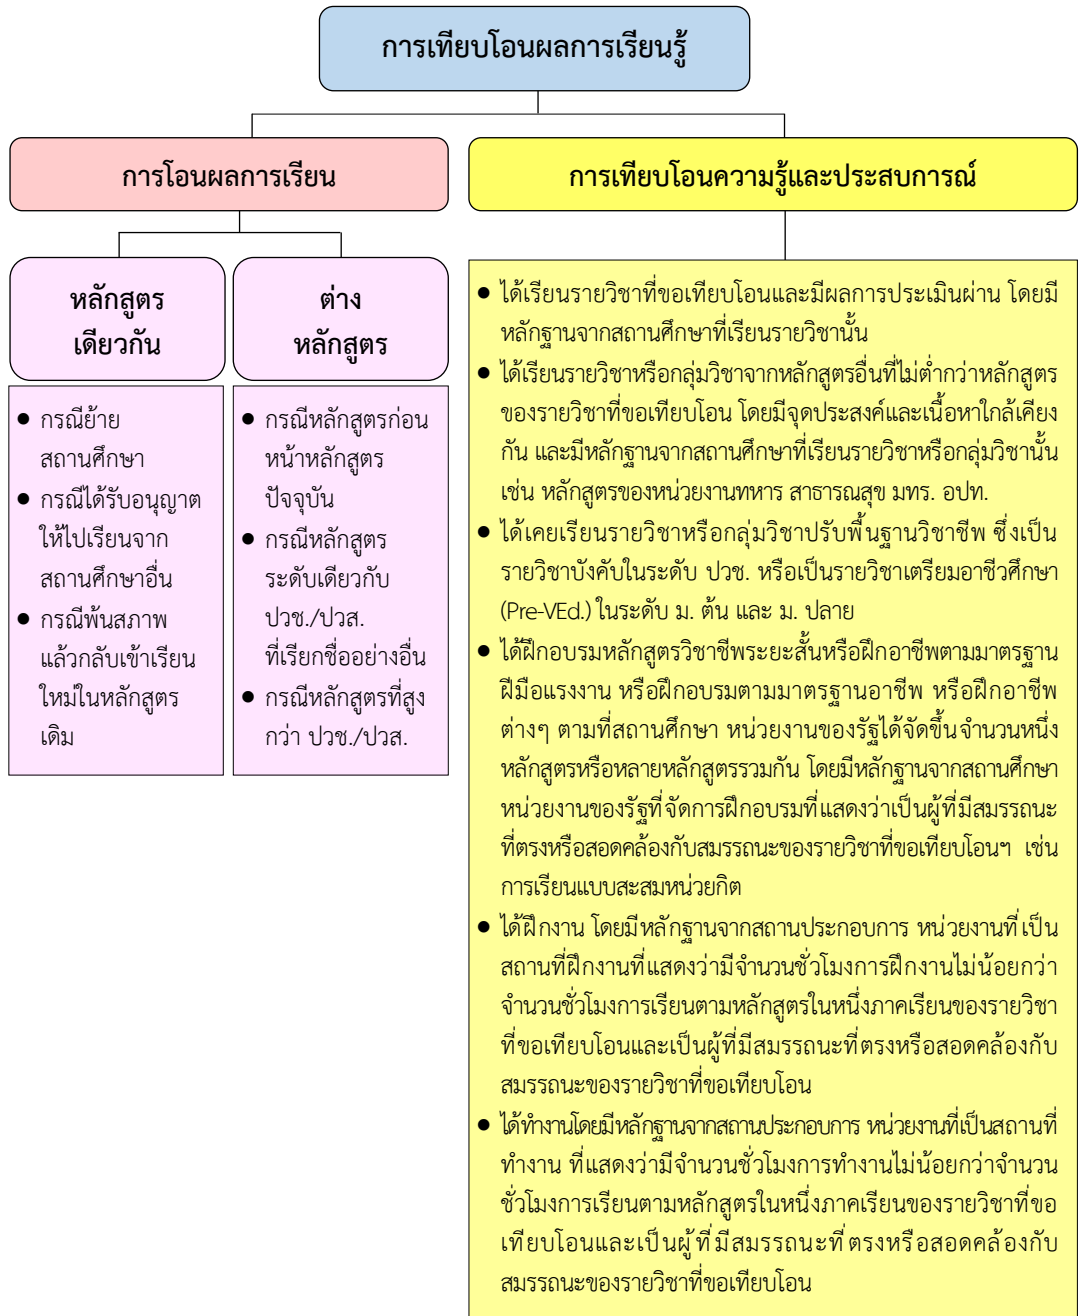 การเทียบโอนผลการเรียนรู้
การโอนผลการเรียน
การเทียบโอนความรู้และประสบการณ์
หลักสูตร
เดียวกัน
ต่าง
หลักสูตร
● กรณีย้าย
สถานศึกษา
● กรณีได้รับอนุญาต
ให้ไปเรียนจาก
สถานศึกษาอื่น
● กรณีพ้นสภาพ
แล้วกลับเข้าเรียน
ใหม่ในหลักสูตร
เดิม
● กรณีหลักสูตรก่อน
หน้าหลักสูตร
ปัจจุบัน
● กรณีหลักสูตร
ระดับเดียวกับ
ปวช./ปวส.
ที่เรียกชื่ออย่างอื่น
● กรณีหลักสูตรที่สูง
กว่า ปวช./ปวส.
● ได้เรียนรายวิชาที่ขอเทียบโอนและมีผลการประเมินผ่าน โดยมี
หลักฐานจากสถานศึกษาที่เรียนรายวิชานั้น
● ได้เรียนรายวิชาหรือกลุ่มวิชาจากหลักสูตรอื่นที่ไม่ต่ำกว่าหลักสูตร
ของรายวิชาที่ขอเทียบโอน โดยมีจุดประสงค์และเนื้อหาใกล้เคียง
กัน และมีหลักฐานจากสถานศึกษาที่เรียนรายวิชาหรือกลุ่มวิชานั้น
เช่น หลักสูตรของหน่วยงานทหาร สาธารณสุข มทร. อปท.
● ได้เคยเรียนรายวิชาหรือกลุ่มวิชาปรับพื้นฐานวิชาชีพ ซึ่งเป็น
รายวิชาบังคับในระดับ ปวช. หรือเป็นรายวิชาเตรียมอาชีวศึกษา
(Pre-VEd.) ในระดับ ม. ต้น และ ม. ปลาย
● ได้ฝึกอบรมหลักสูตรวิชาชีพระยะสั้นหรือฝึกอาชีพตามมาตรฐาน
ฝีมือแรงงาน หรือฝึกอบรมตามมาตรฐานอาชีพ หรือฝึกอาชีพ
ต่างๆ ตามที่สถานศึกษา หน่วยงานของรัฐได้จัดขึ้นจำนวนหนึ่ง
หลักสูตรหรือหลายหลักสูตรรวมกัน โดยมีหลักฐานจากสถานศึกษา
หน่วยงานของรัฐที่จัดการฝึกอบรมที่แสดงว่าเป็นผู้ที่มีสมรรถนะ
ที่ตรงหรือสอดคล้องกับสมรรถนะของรายวิชาที่ขอเทียบโอนฯ เช่น
การเรียนแบบสะสมหน่วยกิต
● ได้ฝึกงาน โดยมีหลักฐานจากสถานประกอบการ หน่วยงานที่เป็น
สถานที่ฝึกงานที่แสดงว่ามีจำนวนชั่วโมงการฝึกงานไม่น้อยกว่า
จำนวนชั่วโมงการเรียนตามหลักสูตรในหนึ่งภาคเรียนของรายวิชา
ที่ขอเทียบโอนและเป็นผู้ที่มีสมรรถนะที่ตรงหรือสอดคล้องกับ
สมรรถนะของรายวิชาที่ขอเทียบโอน
● ได้ทำงานโดยมีหลักฐานจากสถานประกอบการ หน่วยงานที่เป็นสถานที่
ทำงาน ที่แสดงว่ามีจำนวนชั่วโมงการทำงานไม่น้อยกว่าจำนวน
ชั่วโมงการเรียนตามหลักสูตรในหนึ่งภาคเรียนของรายวิชาที่ขอ
เทียบโอนและเป็นผู้ที่มีสมรรถนะที่ตรงหรือสอดคล้องกับ
สมรรถนะของรายวิชาที่ขอเทียบโอน